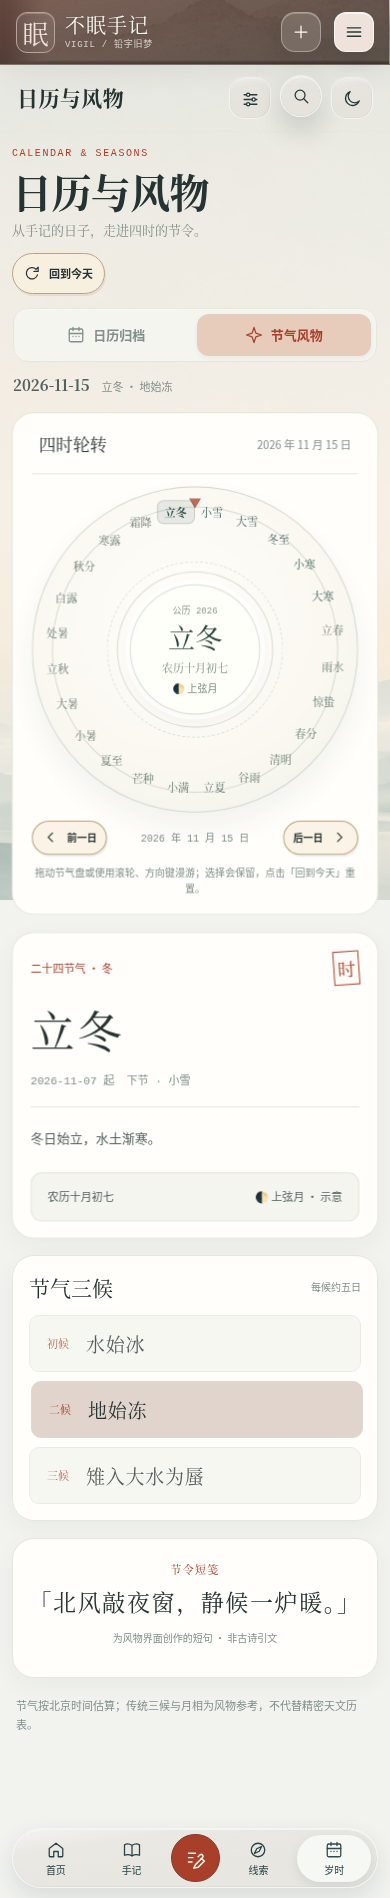 眠
不眠手记
VIGIL / 铅字旧梦
日历与风物
CALENDAR & SEASONS
日历与风物
从手记的日子，走进四时的节令。
回到今天
日历归档
节气风物
2026-11-15 立冬 · 地始冻
四时轮转
2026 年 11 月 15 日
立冬
小雪
大雪
冬至
小寒
大寒
立春
雨水
惊蛰
春分
清明
谷雨
立夏
小满
芒种
夏至
小暑
大暑
立秋
处暑
白露
秋分
寒露
霜降
公历 2026
立冬
农历十月初七
上弦月
前一日
2026 年 11 月 15 日
后一日
拖动节气盘或使用滚轮、方向键漫游；选择会保留，点击「回到今天」重
置。
二十四节气 · 冬
时
立冬
2026-11-07 起 下节 · 小雪
冬日始立，水土渐寒。
农历十月初七
上弦月 · 示意
节气三候
每候约五日
初候 水始冰
二候 地始冻
三候 雉入大水为蜃
节令短笺
「北风敲夜窗，静候一炉暖。」
为风物界面创作的短句 · 非古诗引文
节气按北京时间估算；传统三候与月相为风物参考，不代替精密天文历
表。
首页
手记
线索
岁时